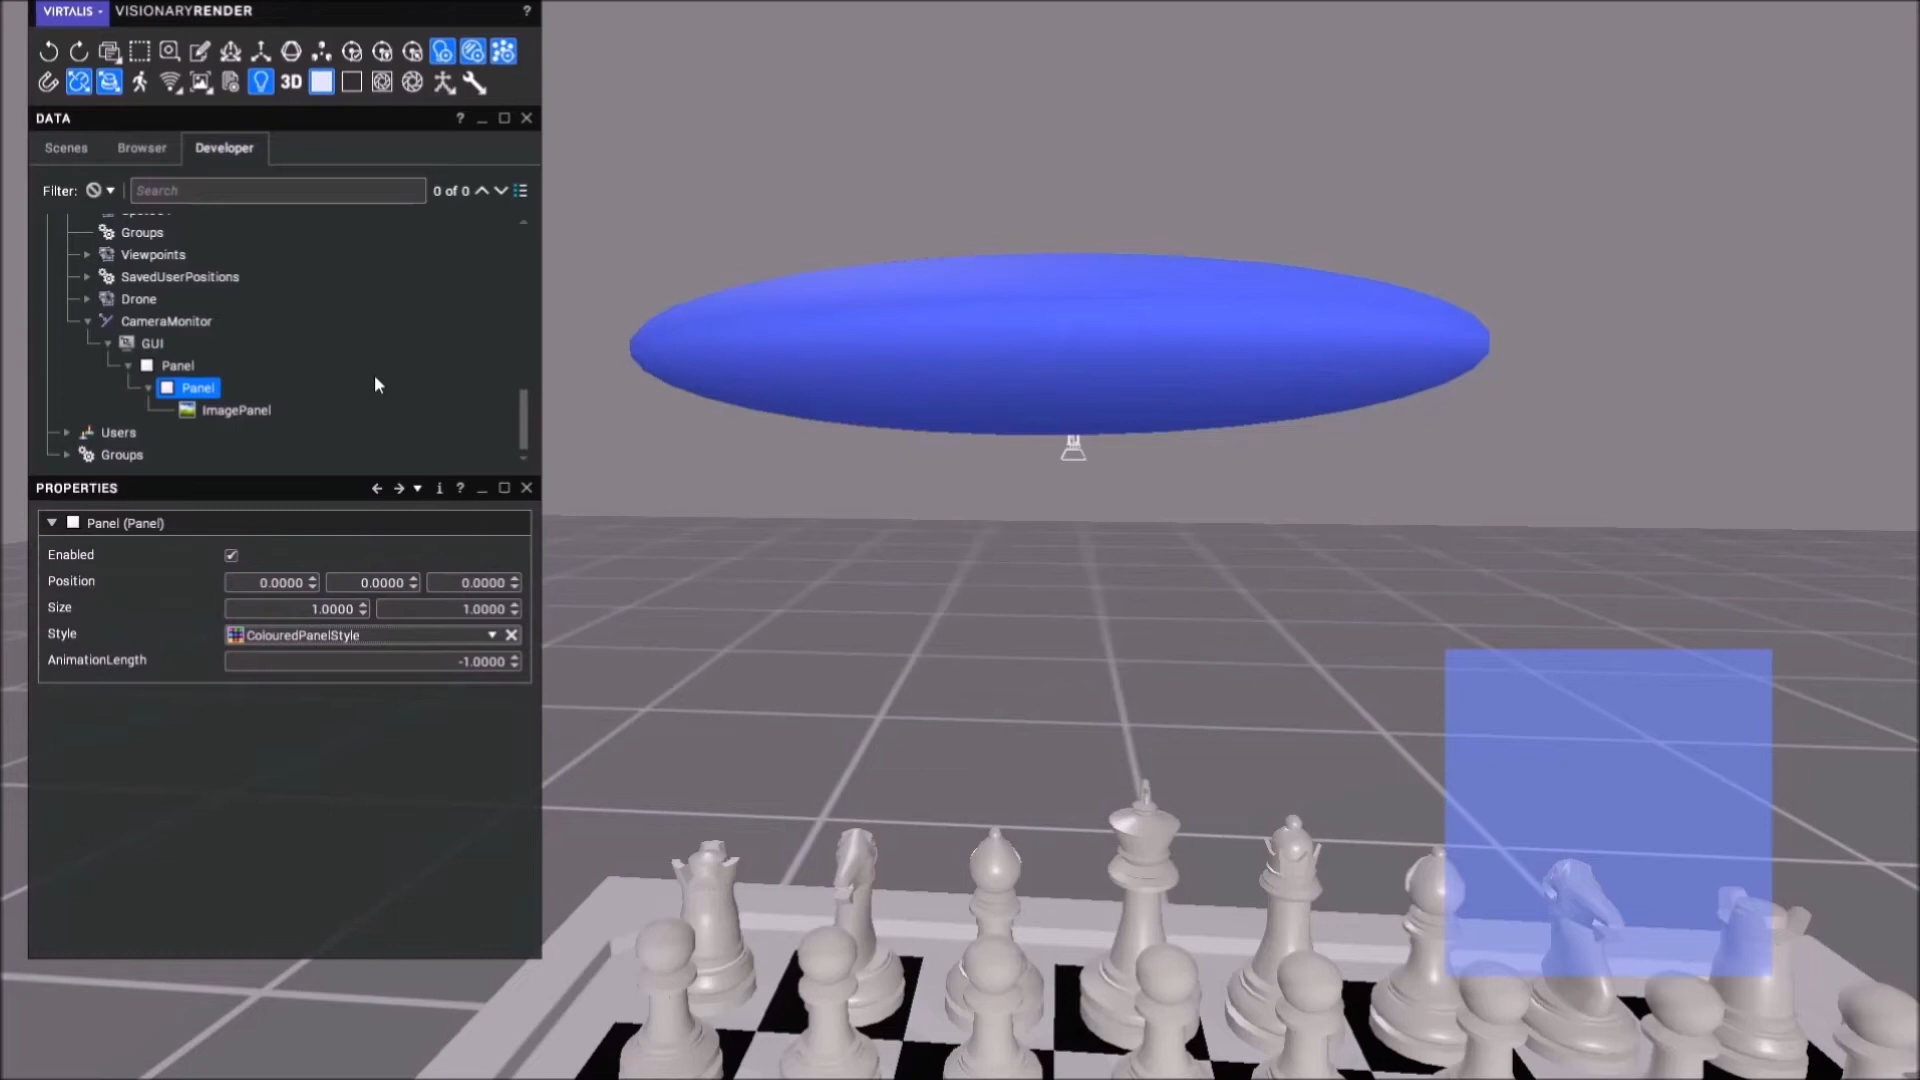 VIRTALIS VISIONARYRENDER ?
3D
DATA ?
Scenes Browser Developer
Filter: Search 0 of 0
Groups
Viewpoints
SavedUserPositions
Drone
CameraMonitor
GUI
Panel
Panel
ImagePanel
Users
Groups
PROPERTIES i ?
Panel (Panel)
Enabled
Position 0.0000 0.0000 0.0000
Size 1.0000 1.0000
Style ColouredPanelStyle
AnimationLength -1.0000